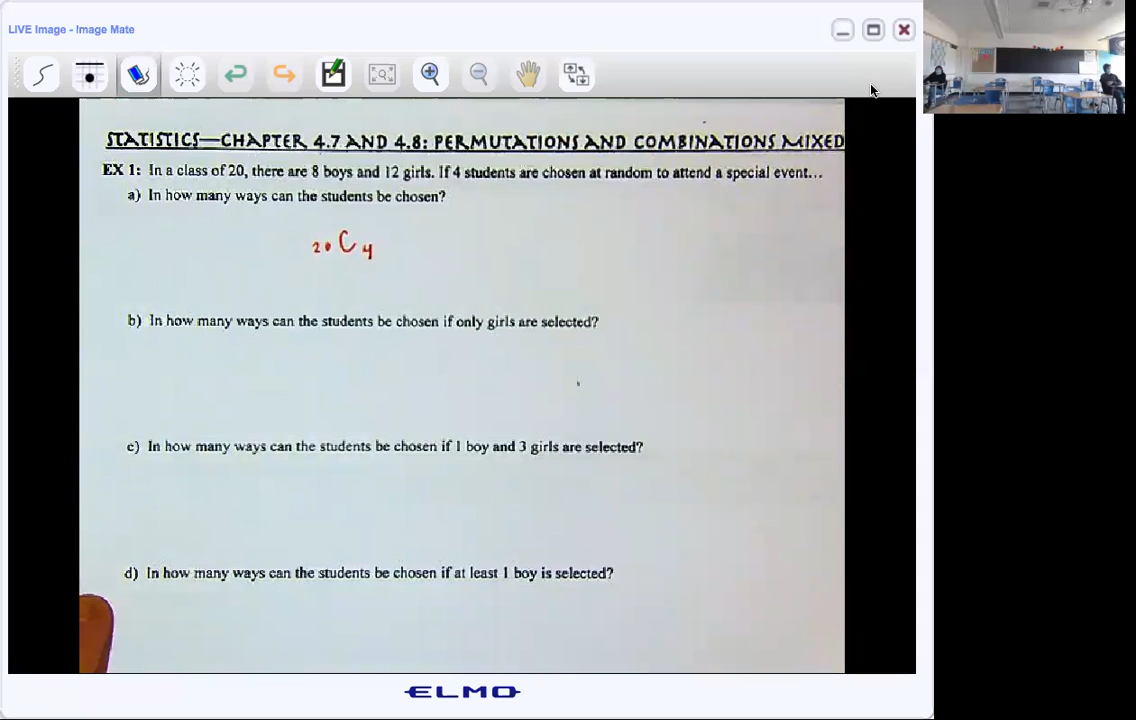 LIVE Image - Image Mate
STATISTICS—CHAPTER 4.7 AND 4.8: PERMUTATIONS AND COMBINATIONS MIXED
EX 1: In a class of 20, there are 8 boys and 12 girls. If 4 students are chosen at random to attend a special event...
a) In how many ways can the students be chosen?
20 C 4
b) In how many ways can the students be chosen if only girls are selected?
c) In how many ways can the students be chosen if 1 boy and 3 girls are selected?
d) In how many ways can the students be chosen if at least 1 boy is selected?
ELMO